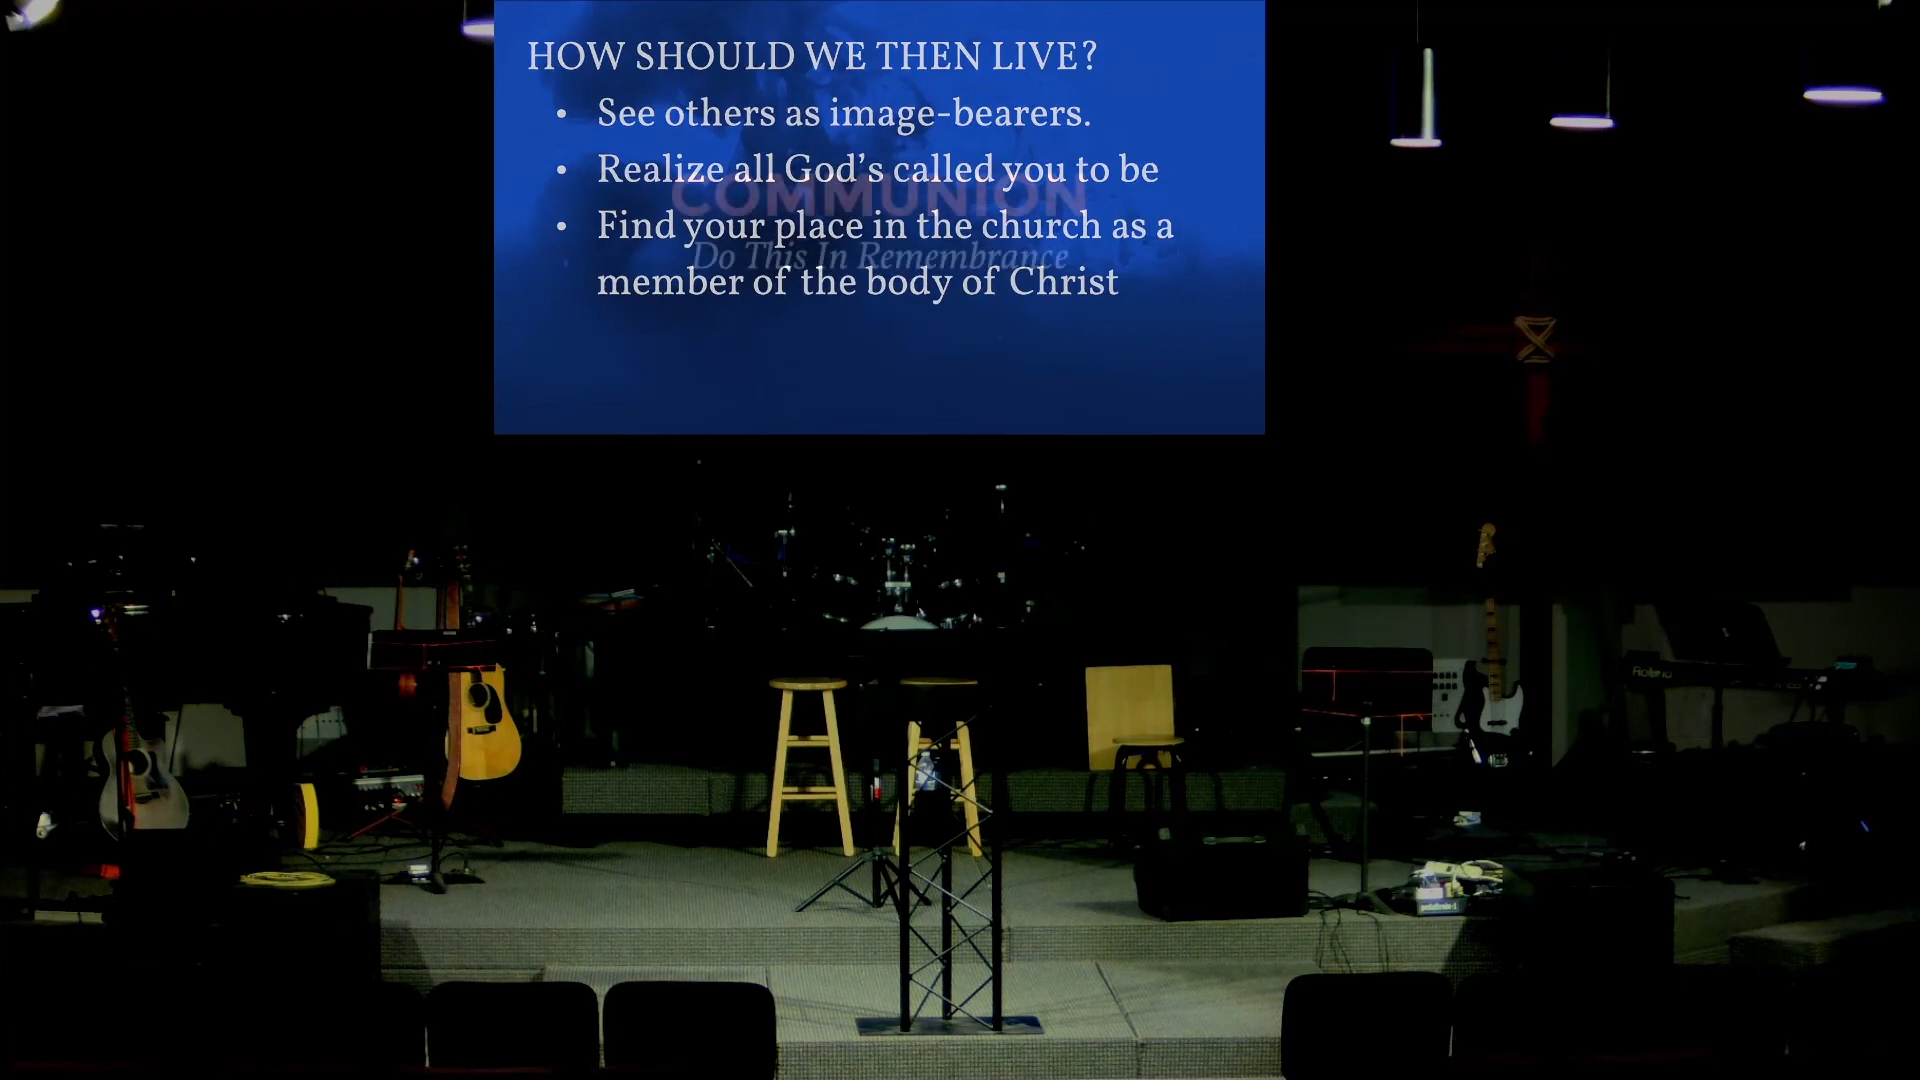 HOW SHOULD WE THEN LIVE?
• See others as image-bearers.
• Realize all God’s called you to be
COMMUNION
• Find your place in the church as a
Do This In Remembrance
member of the body of Christ
Roland